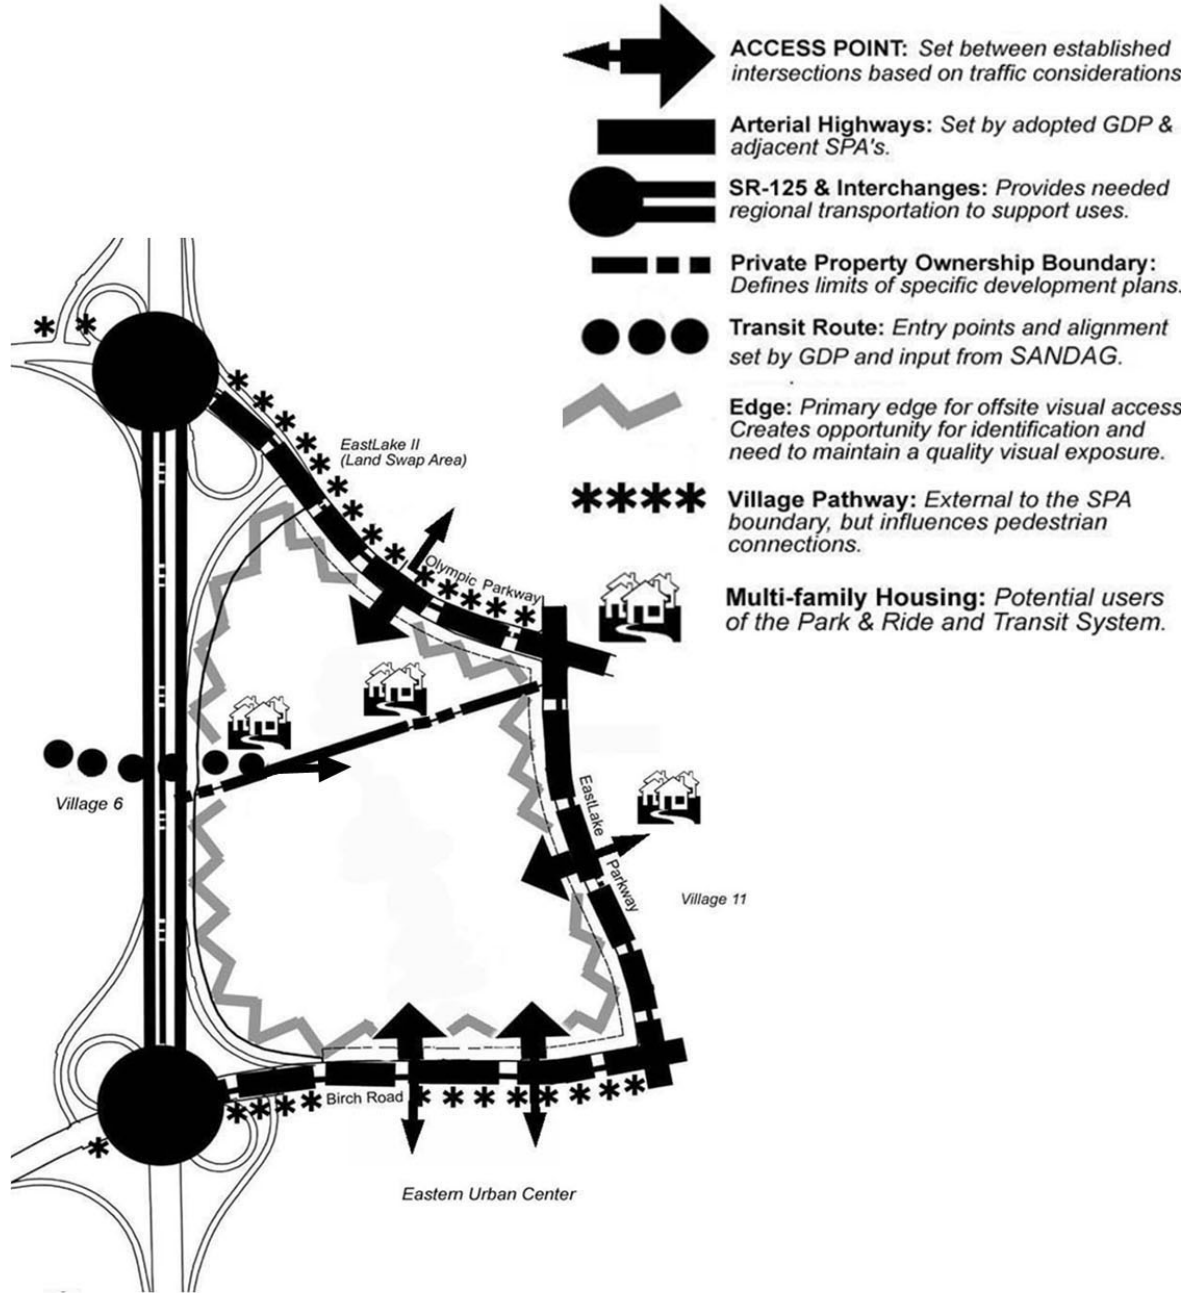 ACCESS POINT: Set between established
intersections based on traffic considerations
Arterial Highways: Set by adopted GDP &
adjacent SPA's.
SR-125 & Interchanges: Provides needed
regional transportation to support uses.
Private Property Ownership Boundary:
Defines limits of specific development plans.
Transit Route: Entry points and alignment
set by GDP and input from SANDAG.
Edge: Primary edge for offsite visual access
Creates opportunity for identification and
need to maintain a quality visual exposure.
Village Pathway: External to the SPA
boundary, but influences pedestrian
connections.
Multi-family Housing: Potential users
of the Park & Ride and Transit System.
EastLake II
(Land Swap Area)
Olympic Parkway
EastLake Parkway
Village 6
Village 11
Birch Road
Eastern Urban Center